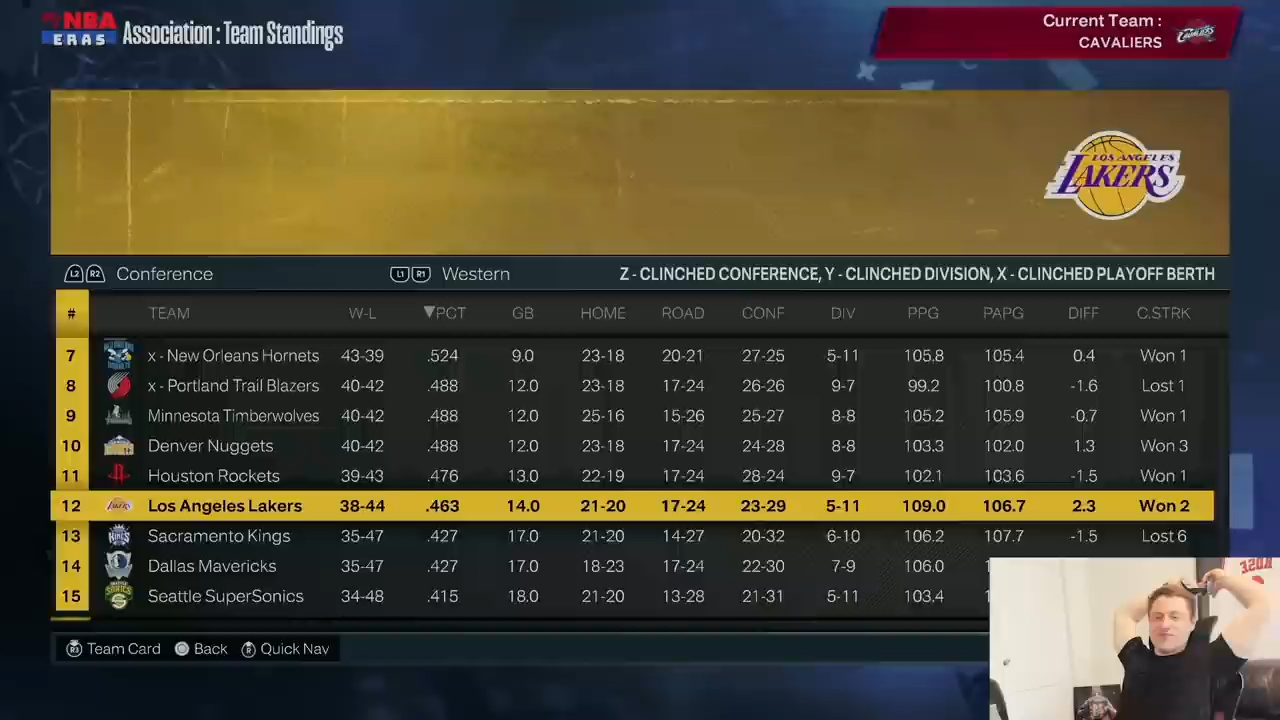 MY NBA ERAS Association : Team Standings
Current Team :
CAVALIERS
CAVALIERS
LOS ANGELES
LAKERS
L2 R2 Conference L1 R1 Western Z - CLINCHED CONFERENCE, Y - CLINCHED DIVISION, X - CLINCHED PLAYOFF BERTH
# TEAM W-L ▼PCT GB HOME ROAD CONF DIV PPG PAPG DIFF C.STRK
7 x - New Orleans Hornets 43-39 .524 9.0 23-18 20-21 27-25 5-11 105.8 105.4 0.4 Won 1
8 x - Portland Trail Blazers 40-42 .488 12.0 23-18 17-24 26-26 9-7 99.2 100.8 -1.6 Lost 1
9 Minnesota Timberwolves 40-42 .488 12.0 25-16 15-26 25-27 8-8 105.2 105.9 -0.7 Won 1
10 Denver Nuggets 40-42 .488 12.0 23-18 17-24 24-28 8-8 103.3 102.0 1.3 Won 3
11 Houston Rockets 39-43 .476 13.0 22-19 17-24 28-24 9-7 102.1 103.6 -1.5 Won 1
12 Los Angeles Lakers 38-44 .463 14.0 21-20 17-24 23-29 5-11 109.0 106.7 2.3 Won 2
13 Sacramento Kings 35-47 .427 17.0 21-20 14-27 20-32 6-10 106.2 107.7 -1.5 Lost 6
14 Dallas Mavericks 35-47 .427 17.0 18-23 17-24 22-30 7-9 106.0
15 Seattle SuperSonics 34-48 .415 18.0 21-20 13-28 21-31 5-11 103.4
R3 Team Card Back R Quick Nav
ROSE